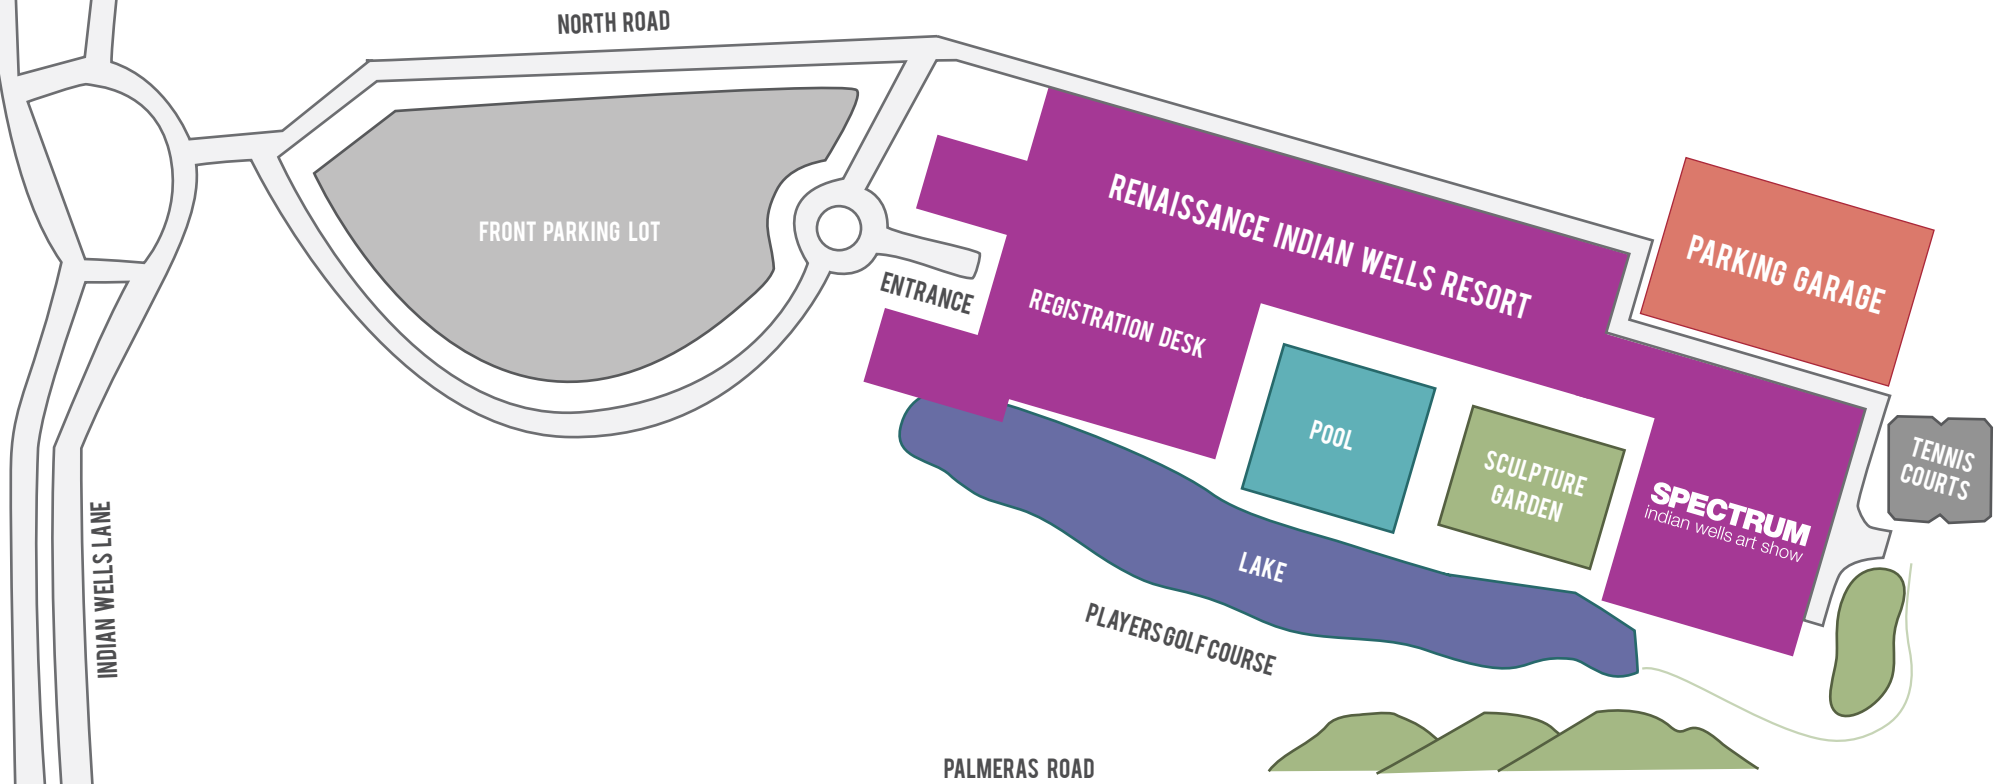 NORTH ROAD
FRONT PARKING LOT
RENAISSANCE INDIAN WELLS RESORT
PARKING GARAGE
ENTRANCE
REGISTRATION DESK
POOL
SCULPTURE
GARDEN
TENNIS
COURTS
SPECTRUM
indian wells art show
LAKE
PLAYERS GOLF COURSE
INDIAN WELLS LANE
PALMERAS ROAD